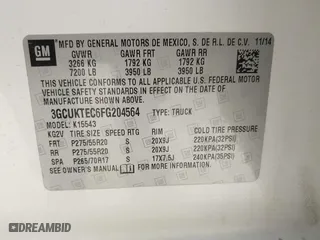 GM
MFD BY GENERAL MOTORS DE MEXICO, S. DE R.L. DE C.V. 11/14
GVWR GAWR FRT GAWR RR
3266 KG 1792 KG 1792 KG
7200 LB 3950 LB 3950 LB
THIS VEHICLE CONFORMS TO ALL APPLICABLE U.S. FEDERAL MOTOR
VEHICLE SAFETY STANDARDS IN EFFECT ON THE DATE OF
MANUFACTURE SHOWN ABOVE.
3GCUKTEC6FG204564 TYPE: TRUCK
MODEL: K15543
KGZV TIRE SIZE SPEED RTG RIM COLD TIRE PRESSURE
FRT P275/55R20 S 20X9J 220KPA(32PSI)
RR P275/55R20 S 20X9J 220KPA(32PSI)
SPA P265/70R17 S 17X7.5J 240KPA(35PSI)
SEE OWNER'S MANUAL FOR MORE INFORMATION.
DREAMBID